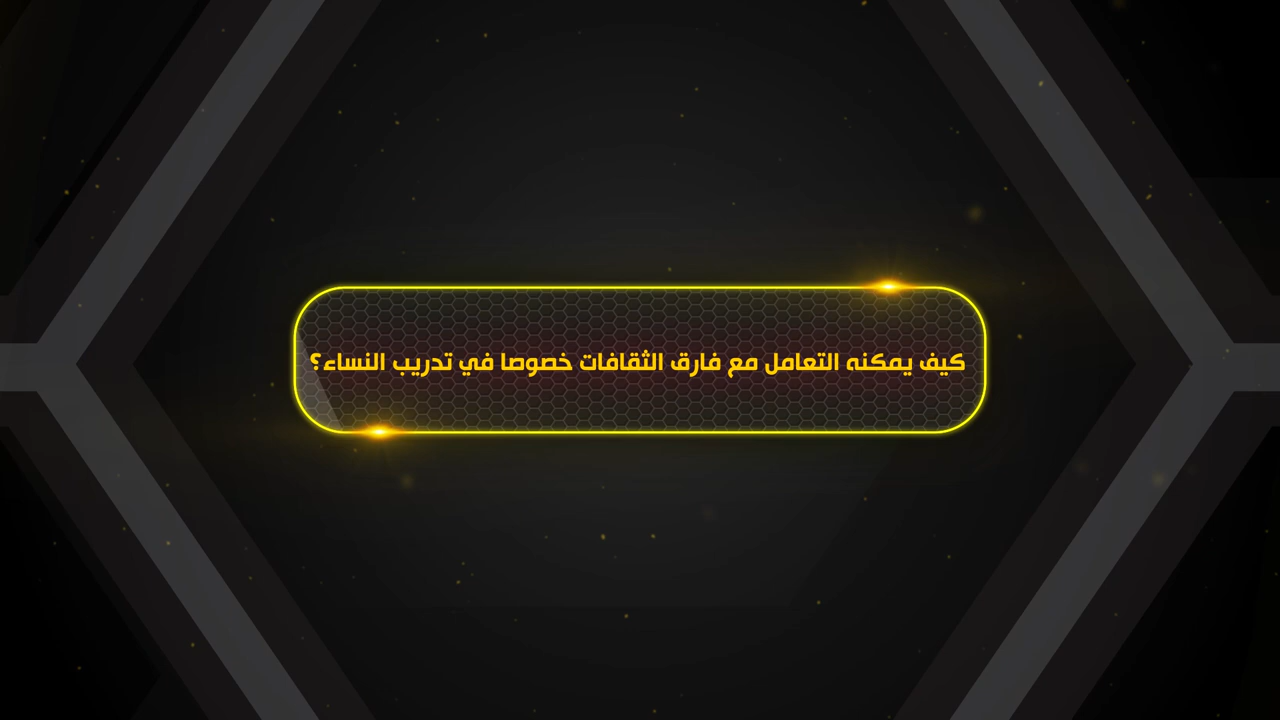 كيف يمكنه التعامل مع فارق الثقافات خصوصا في تدريب النساء؟